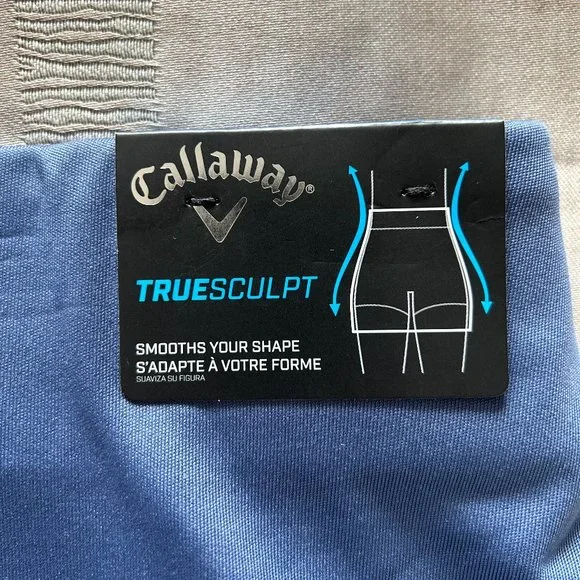 Callaway®
TRUESCULPT
SMOOTHS YOUR SHAPE
S'ADAPTE À VOTRE FORME
SUAVIZA SU FIGURA